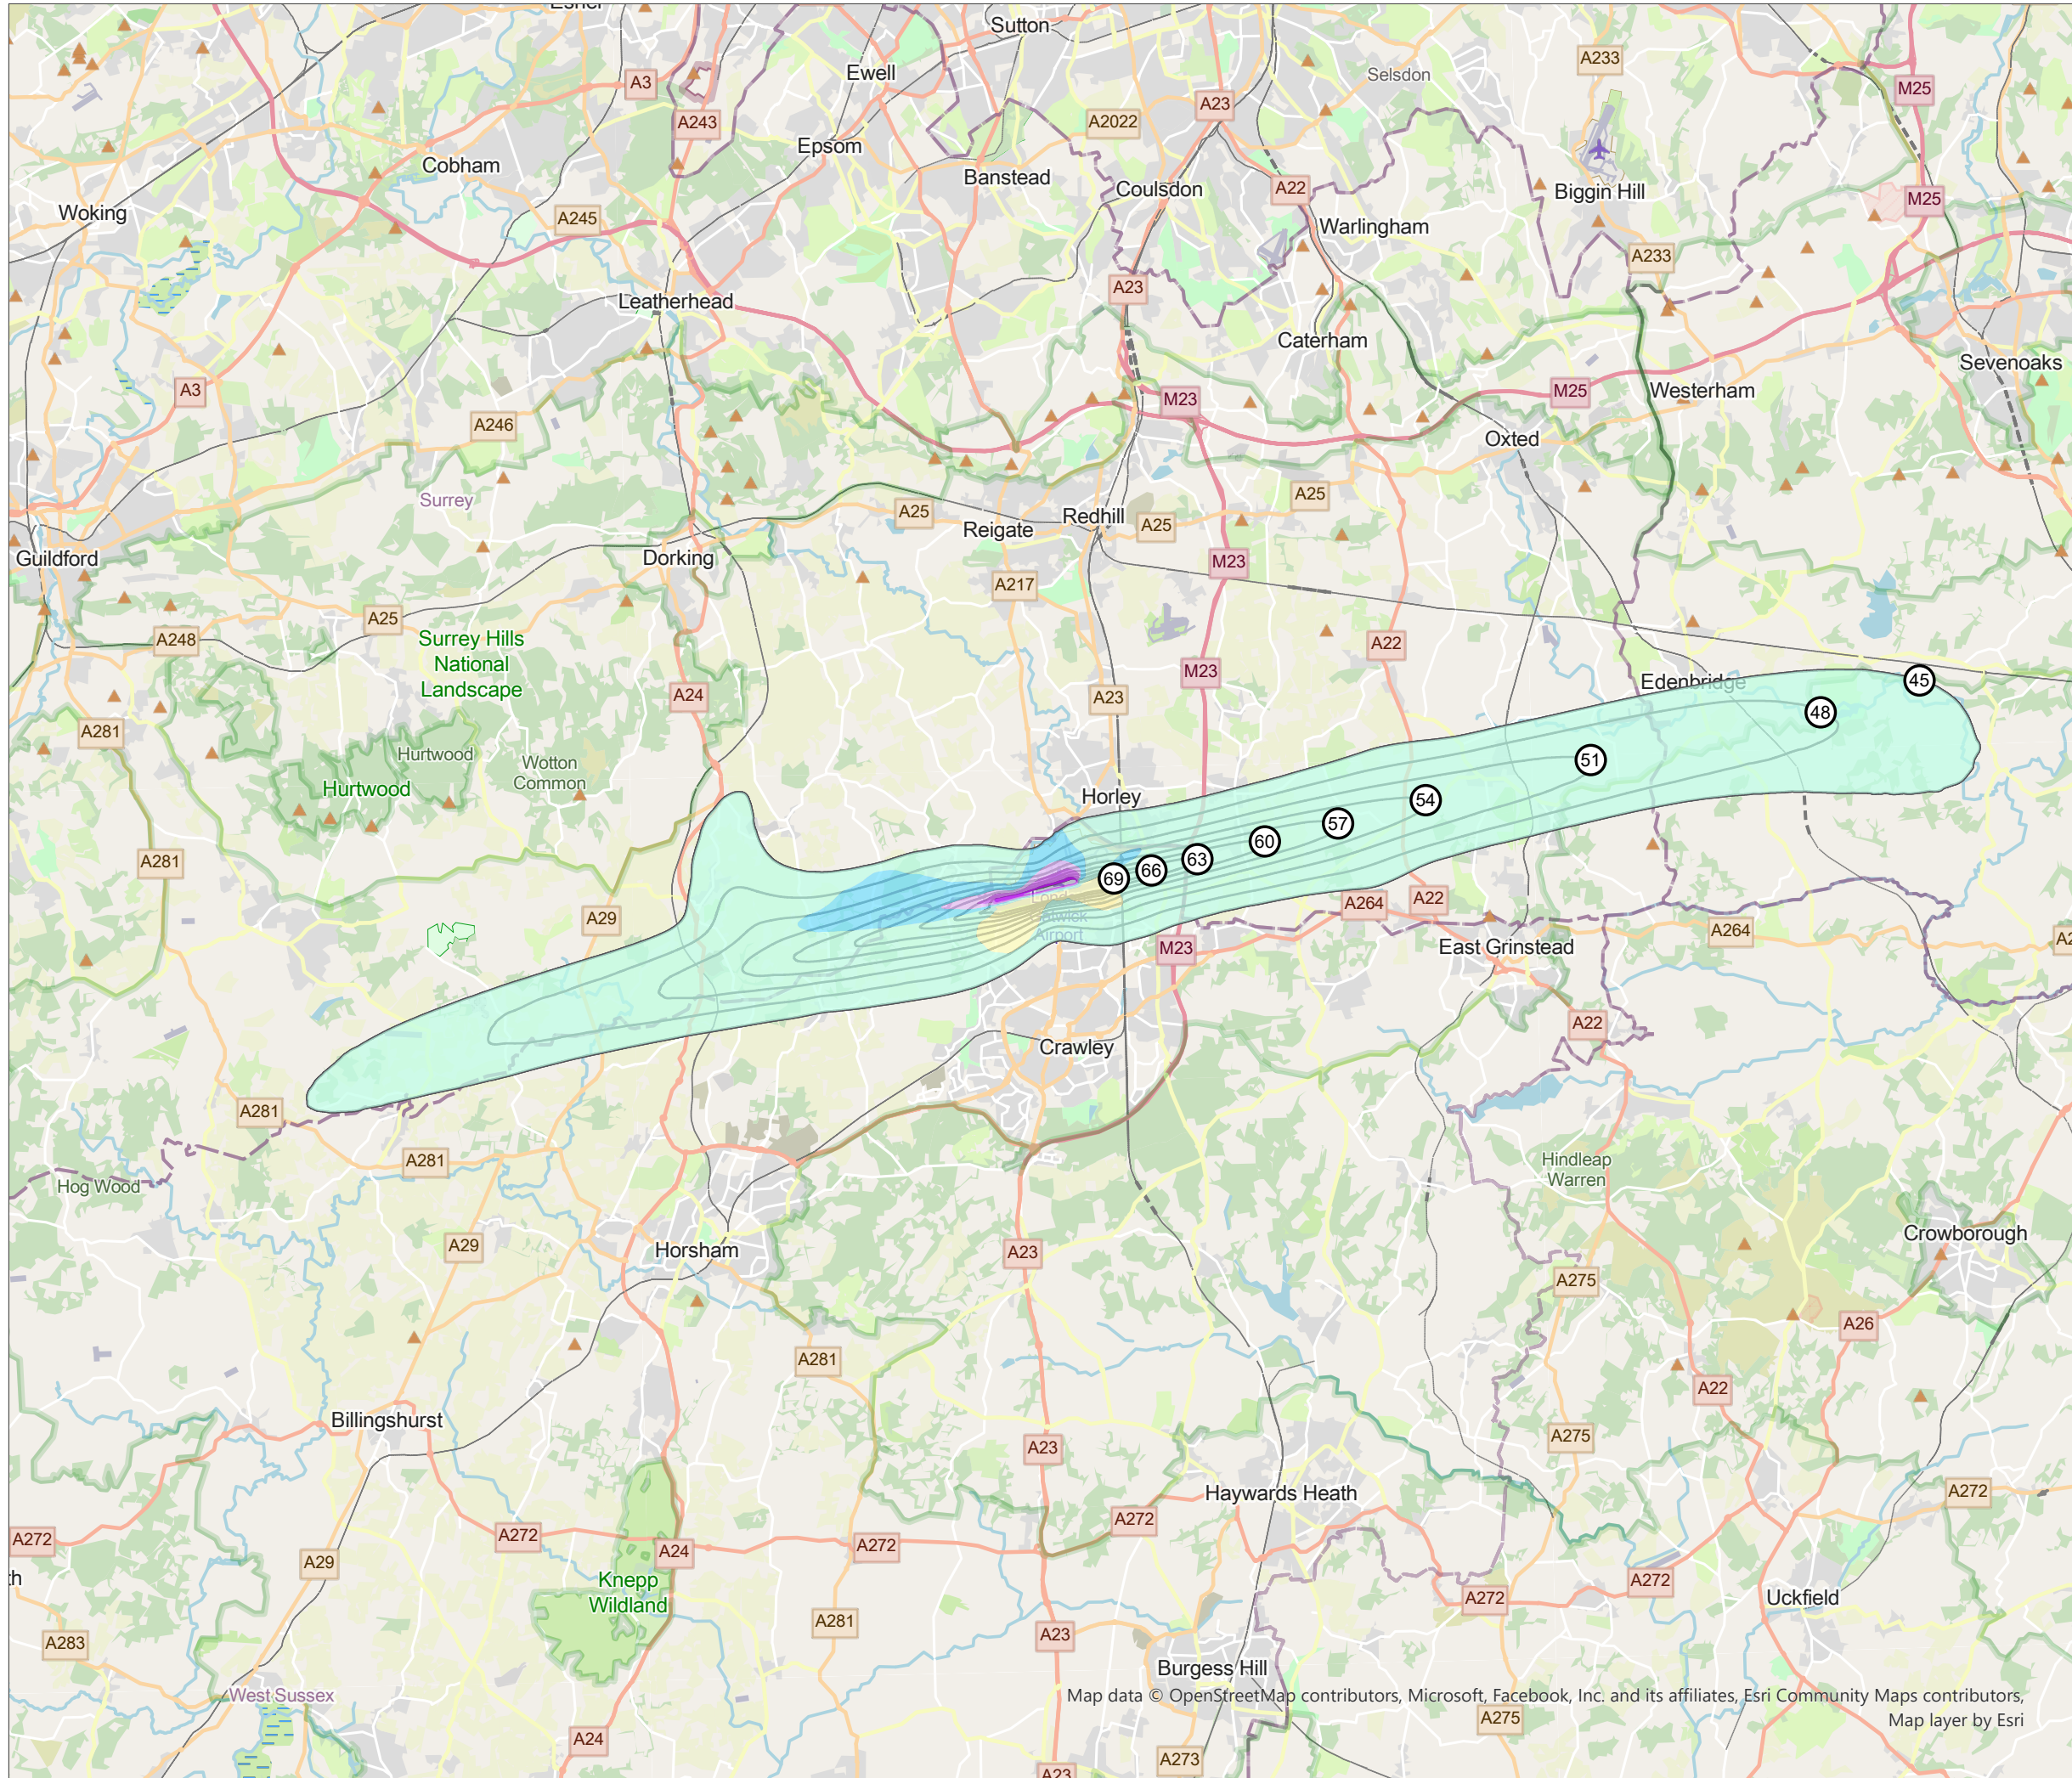 Sutton
Ewell
A233
Selsdon
A3
M25
A243
A2022
A23
Epsom
Cobham
Banstead
Coulsdon
A22
Biggin Hill
M25
Woking
A245
Warlingham
A233
Leatherhead
A23
Caterham
Sevenoaks
A3
M23
M25
Westerham
A246
Oxted
Surrey
A25
Reigate
Redhill
A25
A25
Guildford
Dorking
M23
A217
A25
A248
Surrey Hills
National
Landscape
A22
M23
Edenbridge
45
A24
A23
48
A281
Hurtwood
Wotton
Common
51
Hurtwood
Horley
54
57
60
A281
63
66
69
London
Gatwick
Airport
A29
A264
A22
A264
M23
East Grinstead
A22
Crawley
A281
A281
Hog Wood
Hindleap
Warren
A29
Horsham
A23
Crowborough
A275
A26
A281
A22
Billingshurst
A23
A275
Haywards Heath
A272
A272
A272
A24
A272
A272
A29
Knepp
Wildland
A272
A272
Uckfield
A281
A283
A23
Burgess Hill
West Sussex
Map data © OpenStreetMap contributors, Microsoft, Facebook, Inc. and its affiliates, Esri Community Maps contributors,
Map layer by Esri
A275
A24
A273
A23